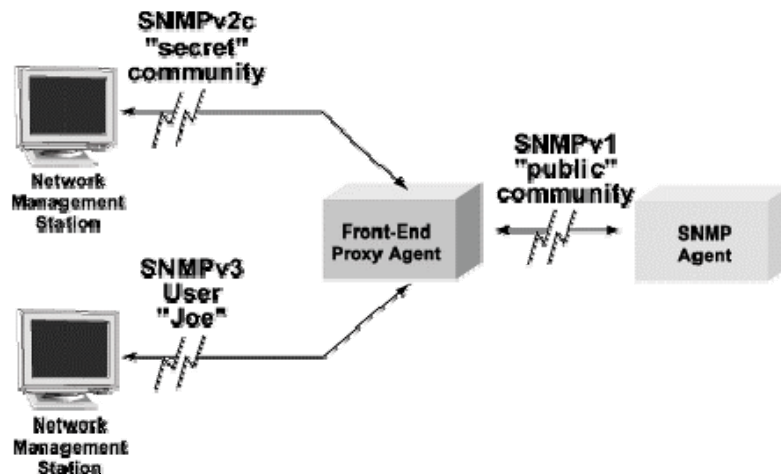 SNMPv2c
"secret"
community
Network
Management
Station
SNMPv1
"public"
community
Front-End
Proxy Agent
SNMP
Agent
SNMPv3
User
"Joe"
Network
Management
Station